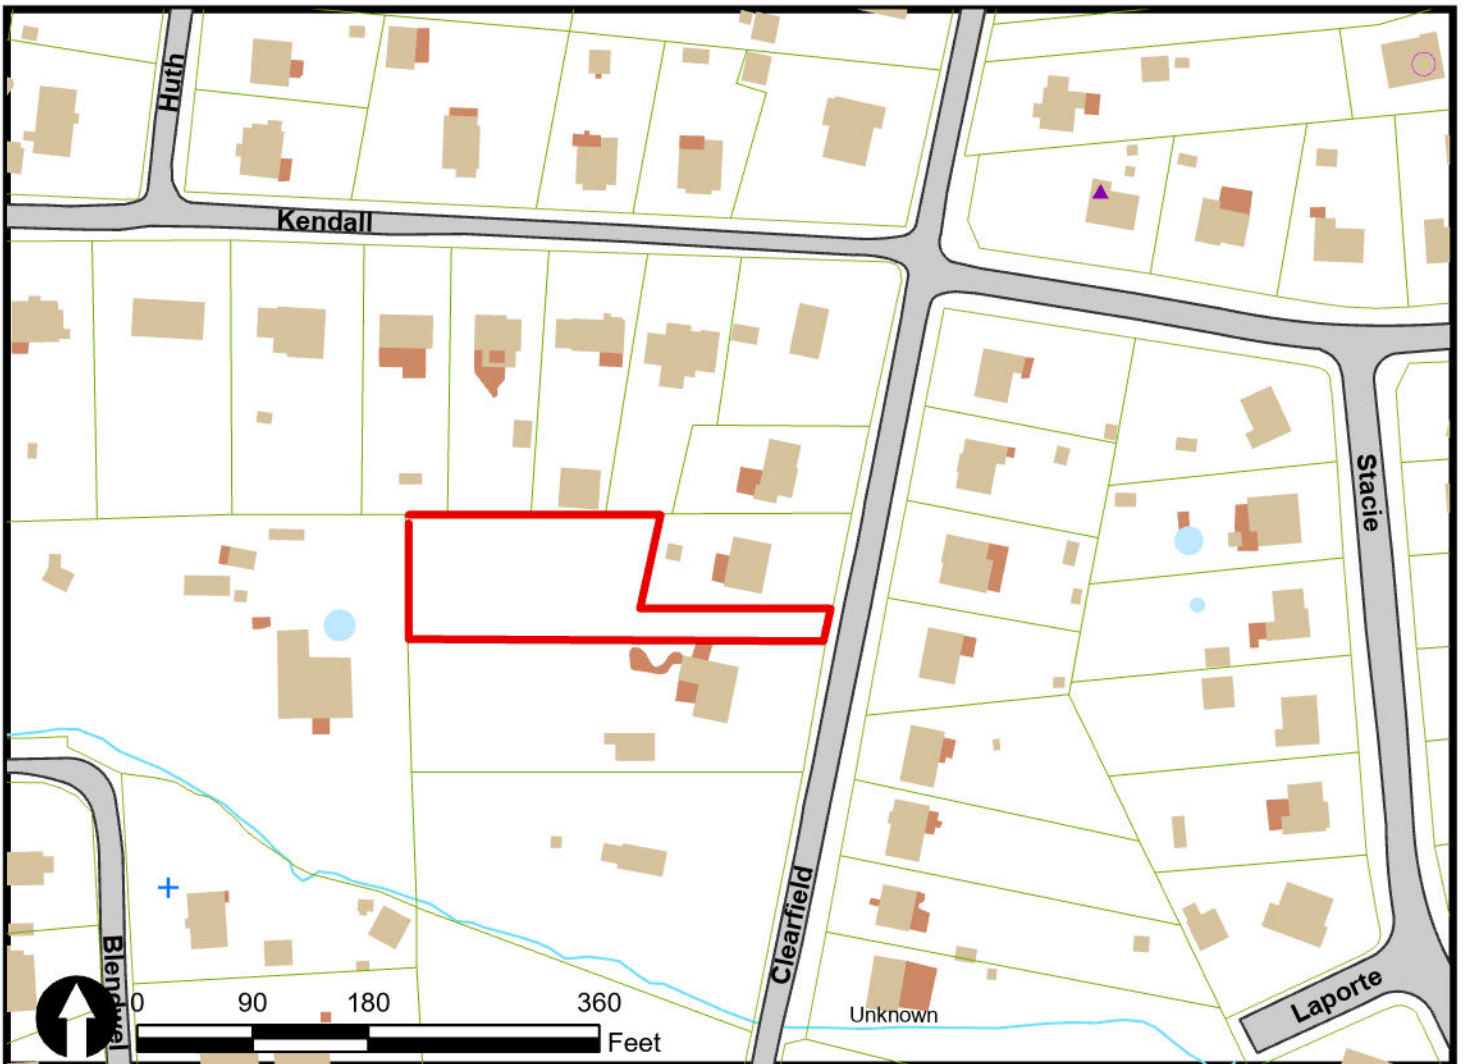 Huth
Kendall
Stacie
Clearfield
Laporte
Unknown
0 90 180 360
Feet